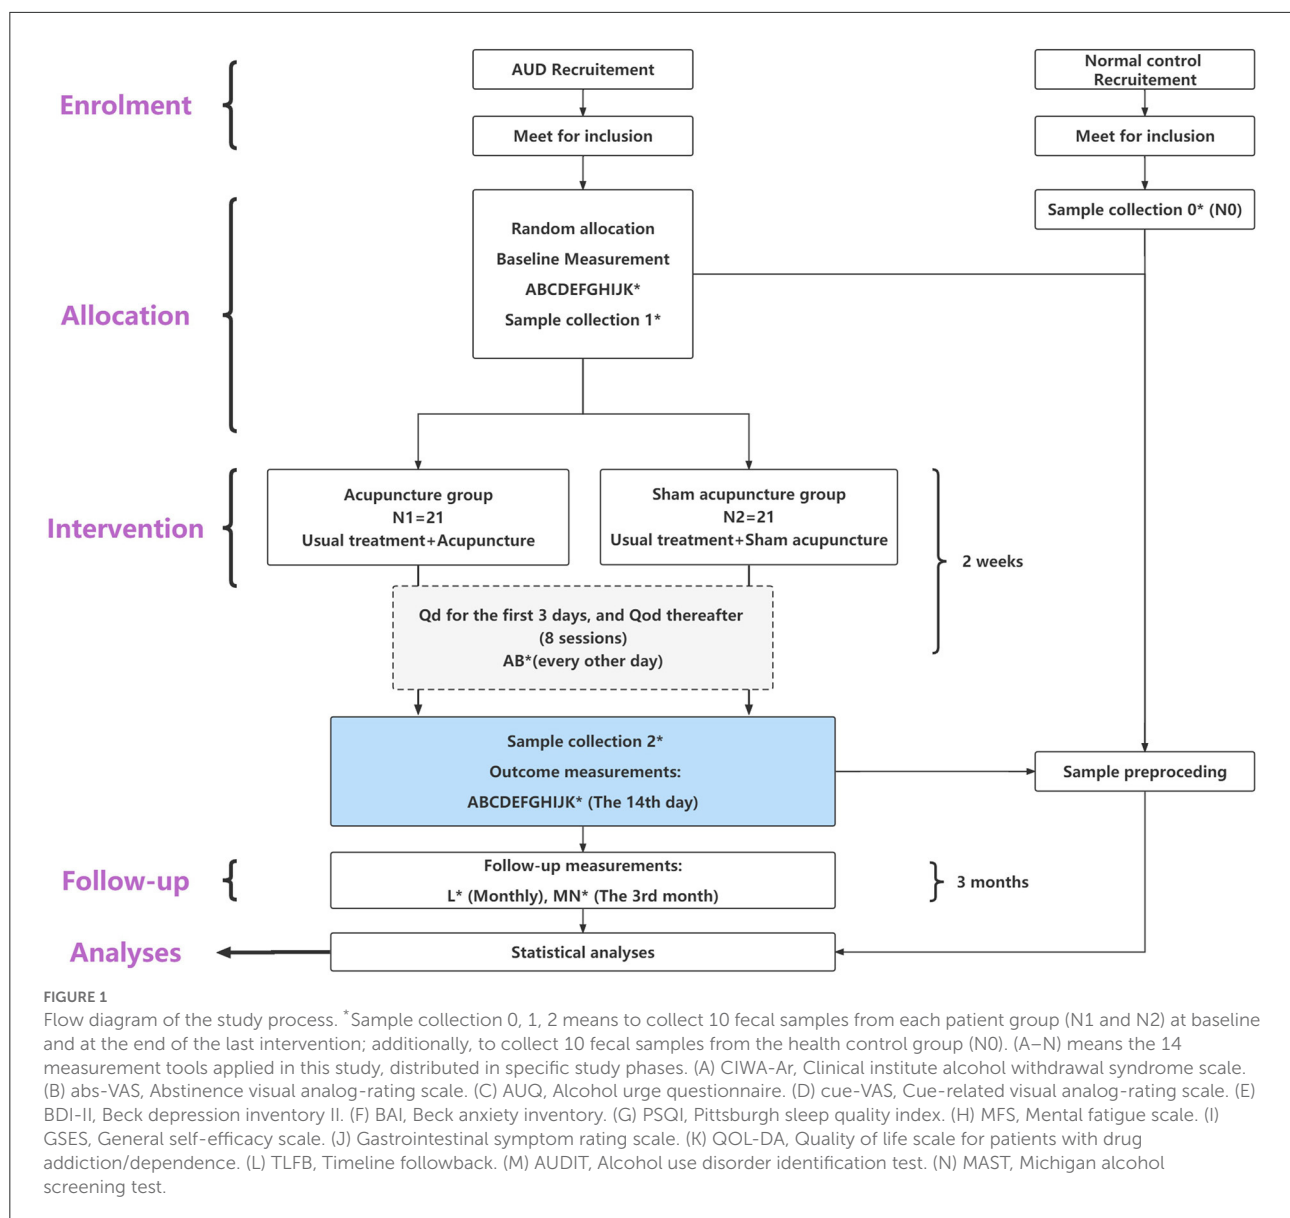 Enrolment
AUD Recruitement
Normal control
Recruitement
Meet for inclusion
Meet for inclusion
Allocation
Random allocation
Baseline Measurement
ABCDEFGHIJK*
Sample collection 1*
Sample collection 0* (N0)
Intervention
Acupuncture group
N1=21
Usual treatment+Acupuncture
Sham acupuncture group
N2=21
Usual treatment+Sham acupuncture
2 weeks
Qd for the first 3 days, and Qod thereafter
(8 sessions)
AB*(every other day)
Sample collection 2*
Outcome measurements:
ABCDEFGHIJK* (The 14th day)
Sample preproceding
Follow-up
Follow-up measurements:
L* (Monthly), MN* (The 3rd month)
3 months
Analyses
Statistical analyses
FIGURE 1
Flow diagram of the study process. *Sample collection 0, 1, 2 means to collect 10 fecal samples from each patient group (N1 and N2) at baseline
and at the end of the last intervention; additionally, to collect 10 fecal samples from the health control group (N0). (A–N) means the 14
measurement tools applied in this study, distributed in specific study phases. (A) CIWA-Ar, Clinical institute alcohol withdrawal syndrome scale.
(B) abs-VAS, Abstinence visual analog-rating scale. (C) AUQ, Alcohol urge questionnaire. (D) cue-VAS, Cue-related visual analog-rating scale. (E)
BDI-II, Beck depression inventory II. (F) BAI, Beck anxiety inventory. (G) PSQI, Pittsburgh sleep quality index. (H) MFS, Mental fatigue scale. (I)
GSES, General self-efficacy scale. (J) Gastrointestinal symptom rating scale. (K) QOL-DA, Quality of life scale for patients with drug
addiction/dependence. (L) TLFB, Timeline followback. (M) AUDIT, Alcohol use disorder identification test. (N) MAST, Michigan alcohol
screening test.